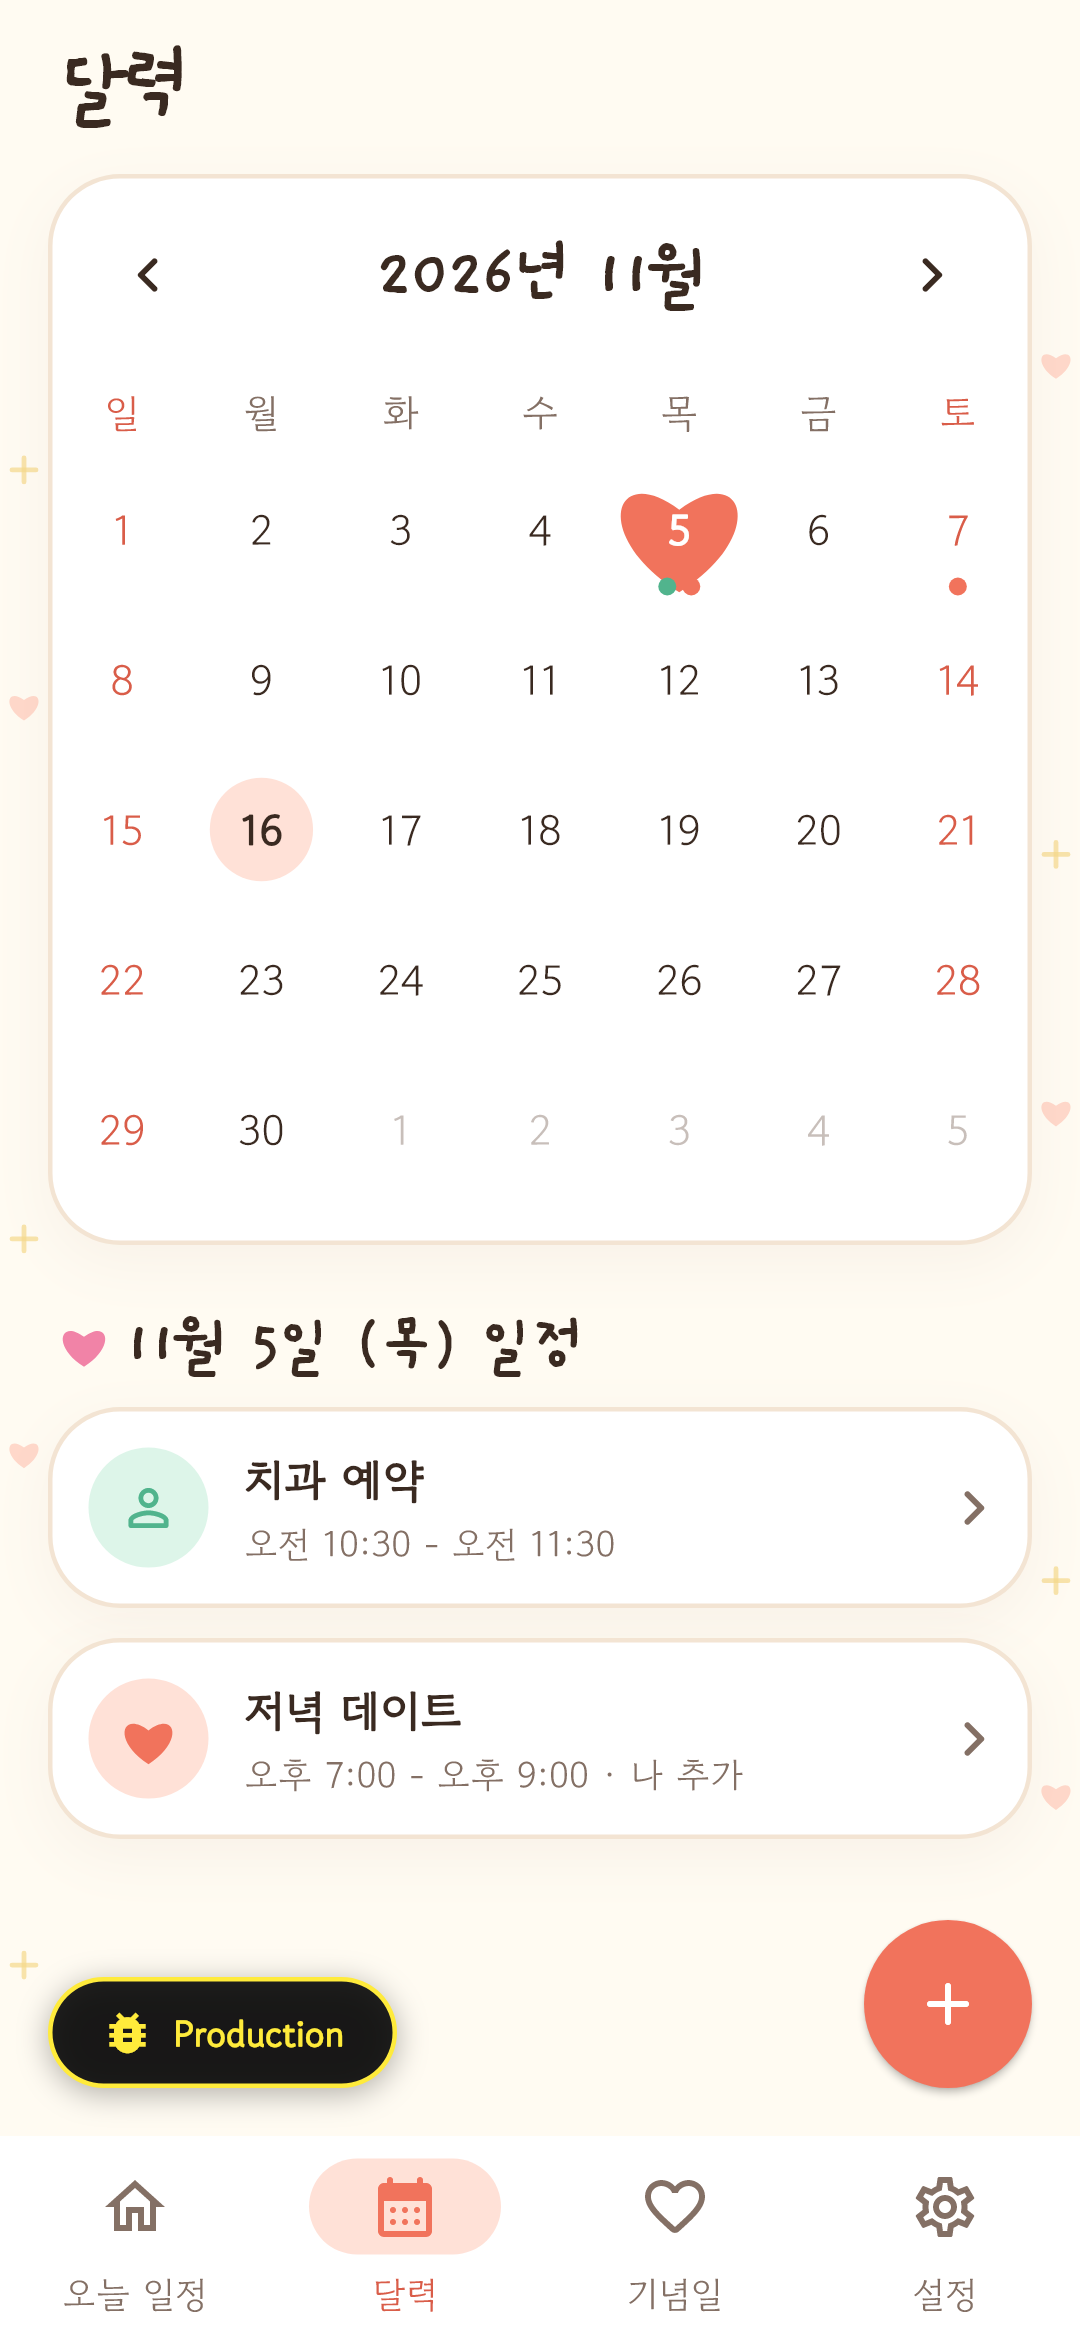 달력
2026년 11월
일 월 화 수 목 금 토
1 2 3 4 5 6 7
8 9 10 11 12 13 14
15 16 17 18 19 20 21
22 23 24 25 26 27 28
29 30 1 2 3 4 5
11월 5일 (목) 일정
치과 예약
오전 10:30 - 오전 11:30
저녁 데이트
오후 7:00 - 오후 9:00 · 나 추가
Production
오늘 일정 달력 기념일 설정